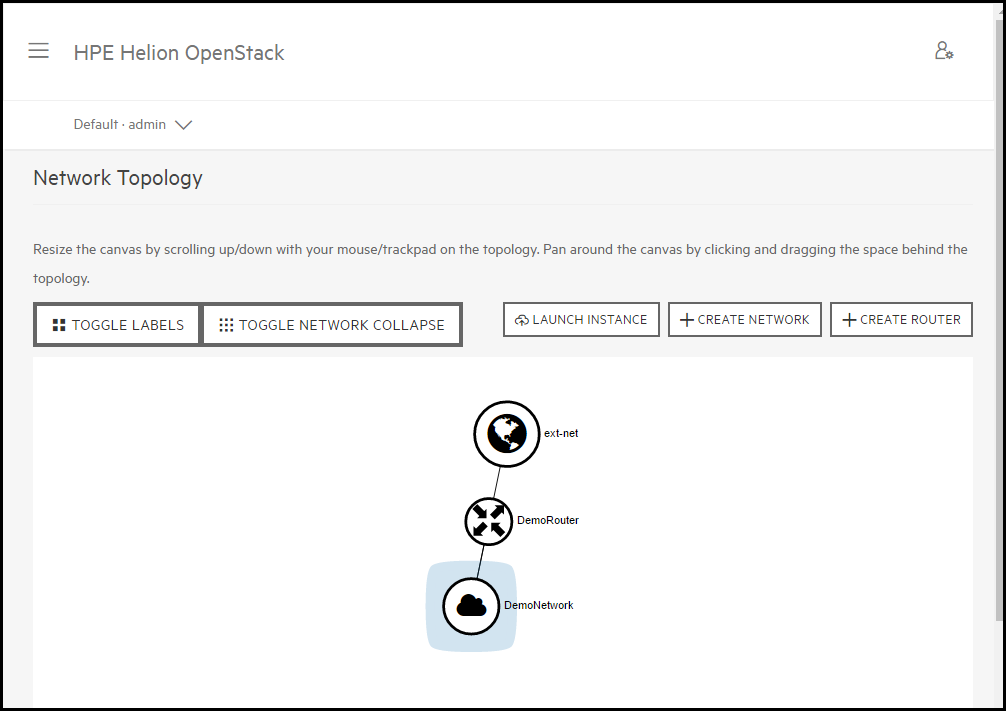 HPE Helion OpenStack
Default · admin
Network Topology
Resize the canvas by scrolling up/down with your mouse/trackpad on the topology. Pan around the canvas by clicking and dragging the space behind the
topology.
TOGGLE LABELS TOGGLE NETWORK COLLAPSE LAUNCH INSTANCE CREATE NETWORK CREATE ROUTER
ext-net
DemoRouter
DemoNetwork